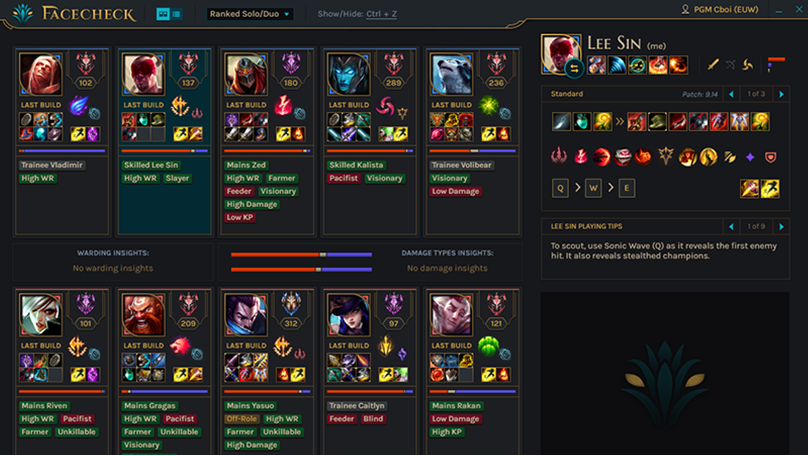 FACECHECK
Ranked Solo/Duo
Show/Hide: Ctrl + Z
PGM Cboi (EUW)
102
LAST BUILD
Trainee Vladimir
High WR
137
LAST BUILD
Skilled Lee Sin
High WR Slayer
180
LAST BUILD
Mains Zed
High WR Farmer
Feeder Visionary
High Damage
Low KP
289
LAST BUILD
Skilled Kalista
Pacifist Visionary
236
LAST BUILD
Trainee Volibear
Visionary
Low Damage
WARDING INSIGHTS:
No warding insights
DAMAGE TYPES INSIGHTS:
No damage insights
101
LAST BUILD
Mains Riven
High WR Pacifist
Farmer Unkillable
209
LAST BUILD
Mains Gragas
High WR Pacifist
Farmer Unkillable
Visionary
312
LAST BUILD
Mains Yasuo
Off-Role High WR
Farmer Unkillable
High Damage
97
LAST BUILD
Trainee Caitlyn
Feeder Blind
121
LAST BUILD
Mains Rakan
Low Damage
High KP
LEE SIN (me)
Standard
Patch: 9.14
1 of 3
Q > W > E
LEE SIN PLAYING TIPS
1 of 9
To scout, use Sonic Wave (Q) as it reveals the first enemy
hit. It also reveals stealthed champions.